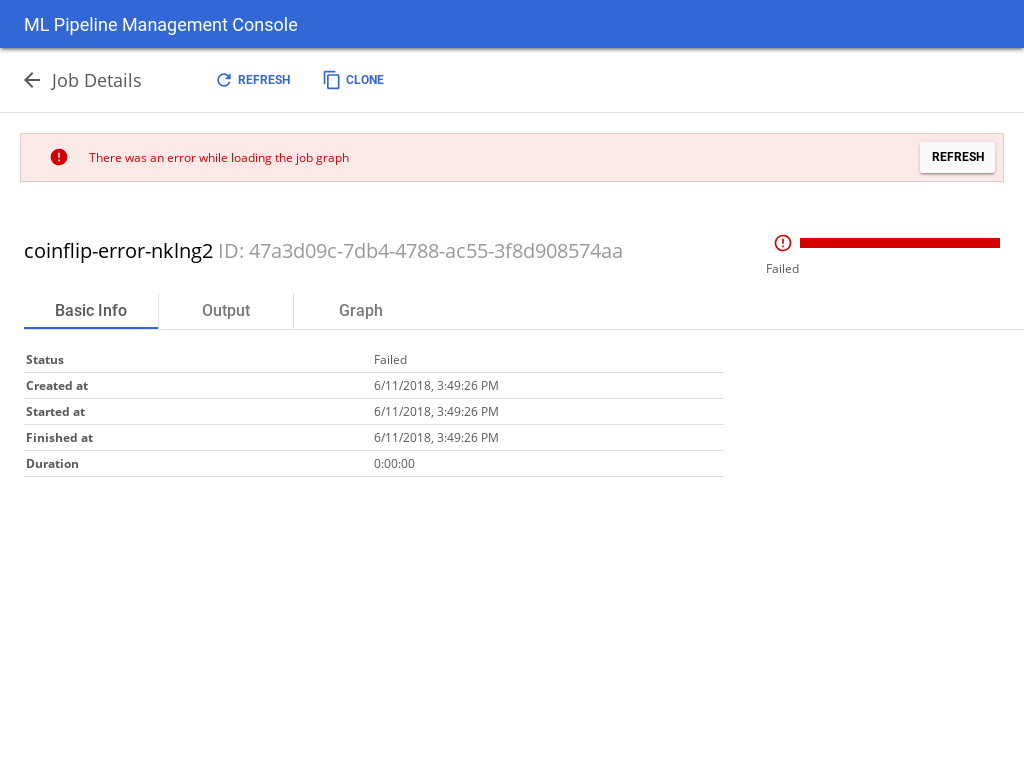 ML Pipeline Management Console
Job Details REFRESH CLONE
There was an error while loading the job graph REFRESH
coinflip-error-nklng2 ID: 47a3d09c-7db4-4788-ac55-3f8d908574aa
Failed
Basic Info Output Graph
Status Failed
Created at 6/11/2018, 3:49:26 PM
Started at 6/11/2018, 3:49:26 PM
Finished at 6/11/2018, 3:49:26 PM
Duration 0:00:00